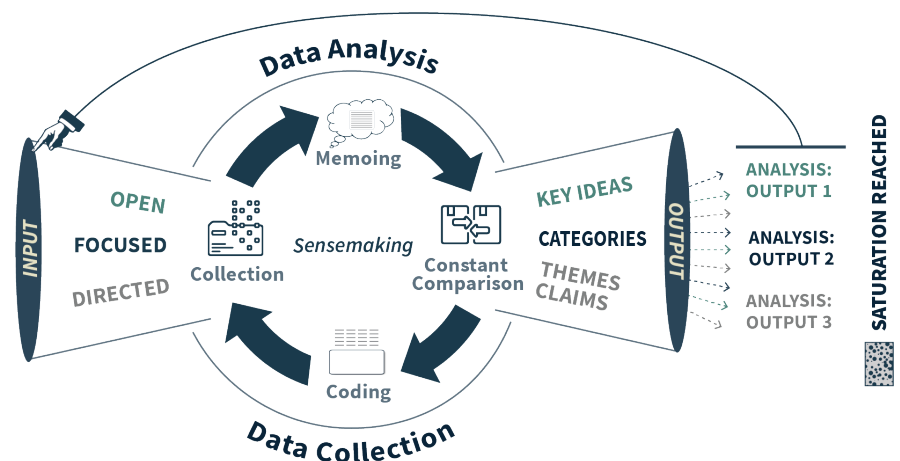 Data Analysis
Memoing
INPUT
OPEN
FOCUSED
DIRECTED
Collection
Sensemaking
Constant
Comparison
KEY IDEAS
CATEGORIES
THEMES
CLAIMS
OUTPUT
ANALYSIS:
OUTPUT 1
ANALYSIS:
OUTPUT 2
ANALYSIS:
OUTPUT 3
SATURATION REACHED
Coding
Data Collection